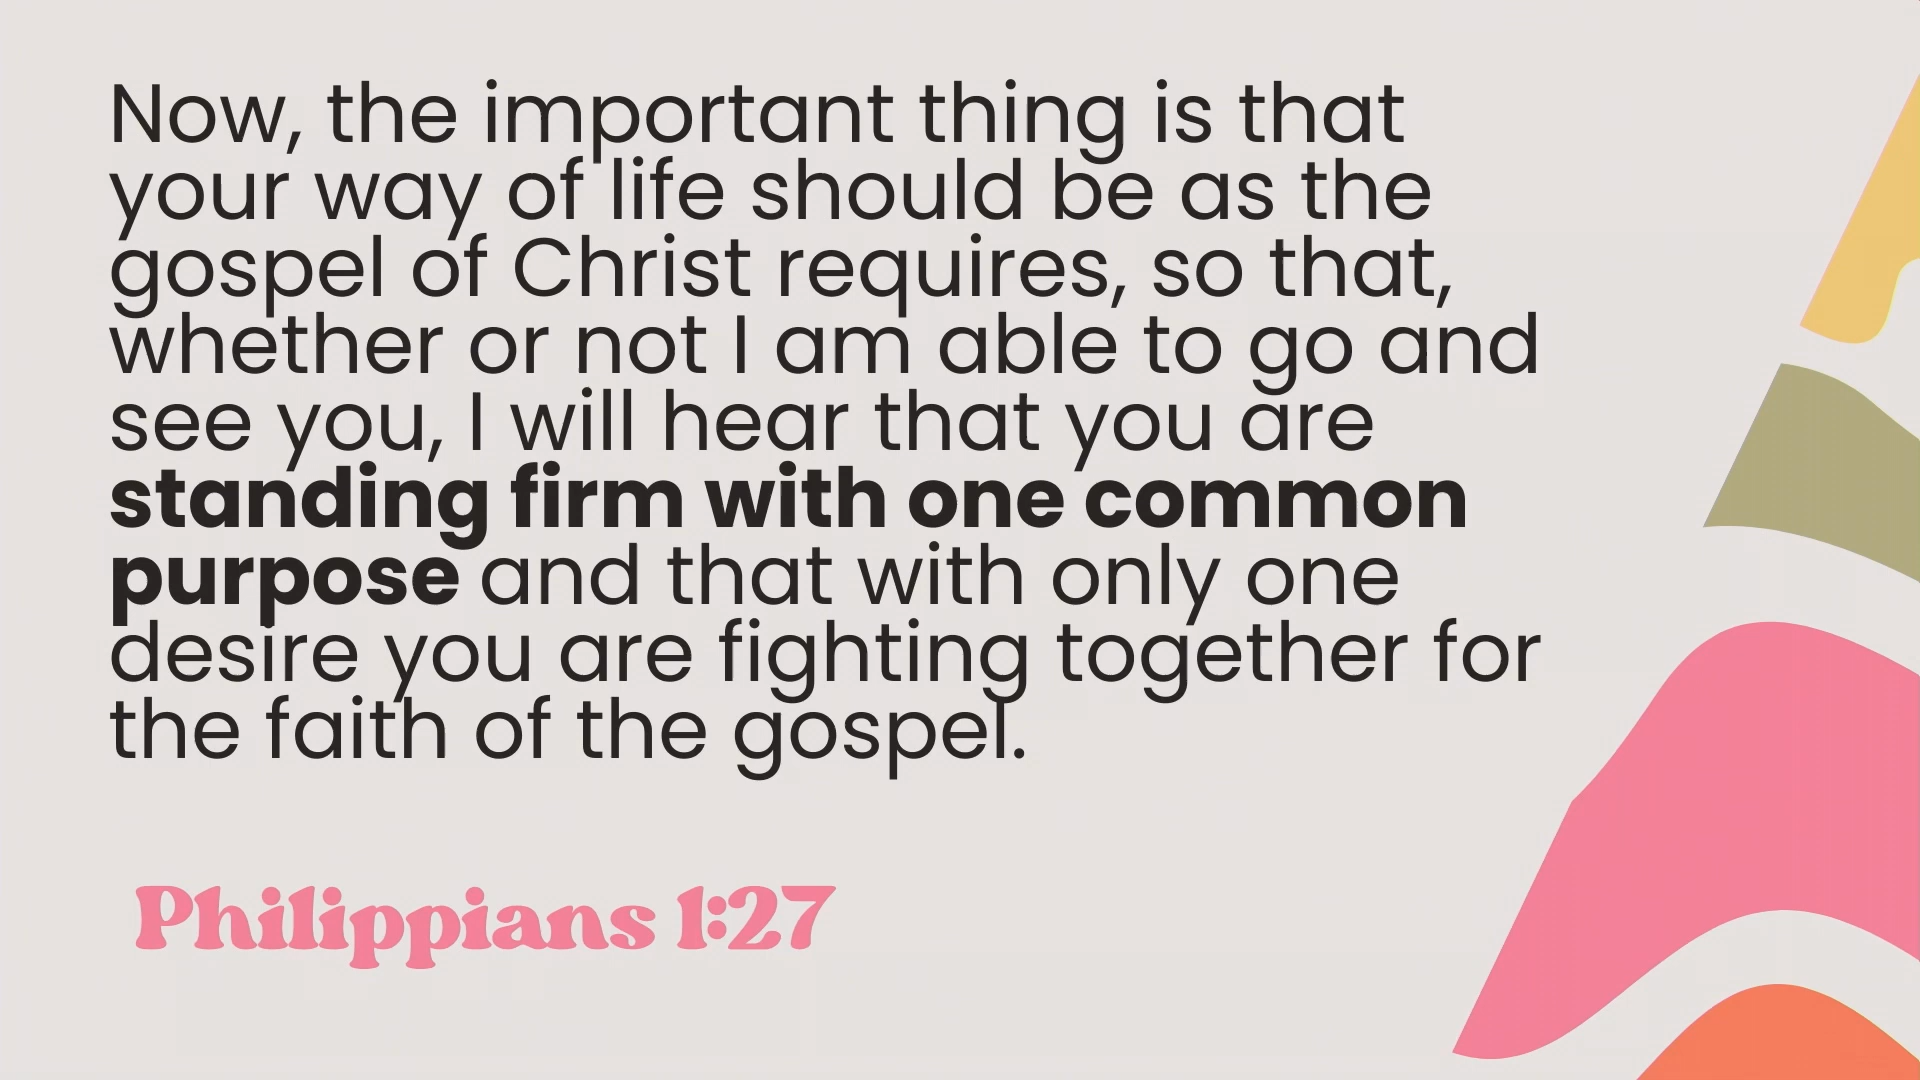 Now, the important thing is that
your way of life should be as the
gospel of Christ requires, so that,
whether or not I am able to go and
see you, I will hear that you are
standing firm with one common
purpose and that with only one
desire you are fighting together for
the faith of the gospel.
Philippians 1:27